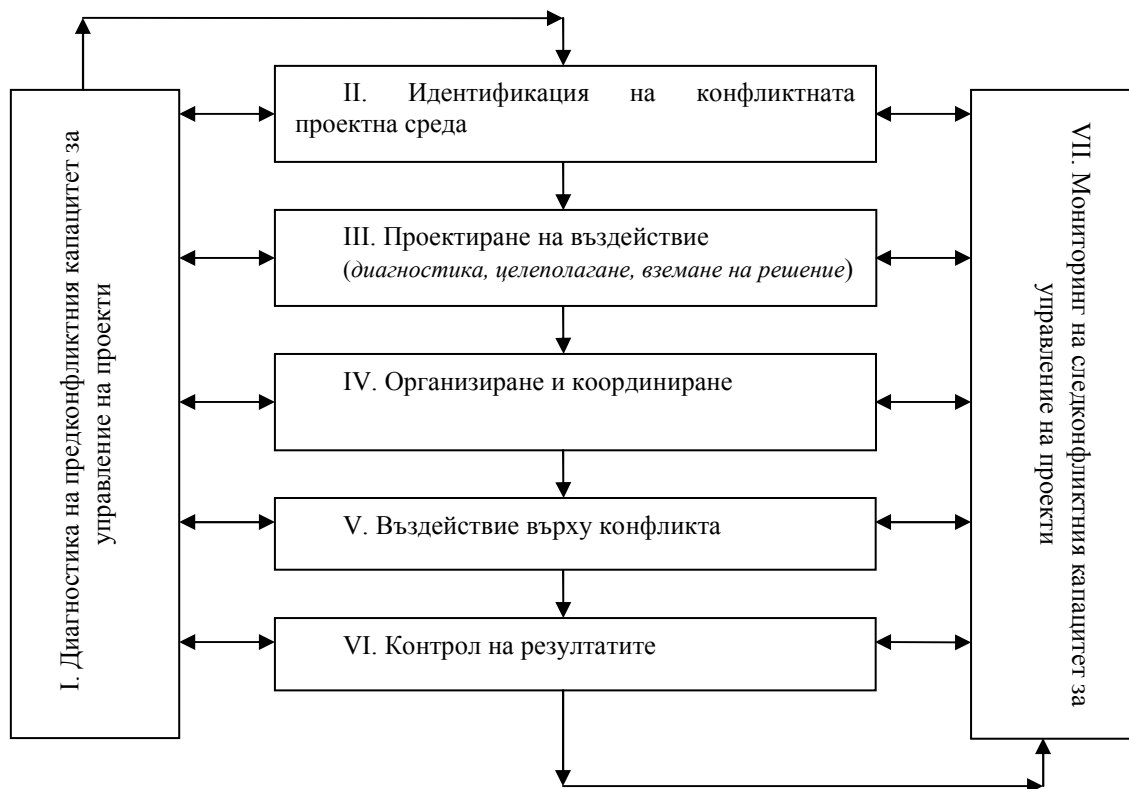 I. Диагностика на предконфликтния капацитет за
управление на проекти
II. Идентификация на конфликтната
проектна среда
III. Проектиране на въздействие
(диагностика, целеполагане, вземане на решение)
IV. Организиране и координиране
V. Въздействие върху конфликта
VI. Контрол на резултатите
VII. Мониторинг на следконфликтния капацитет за
управление на проекти